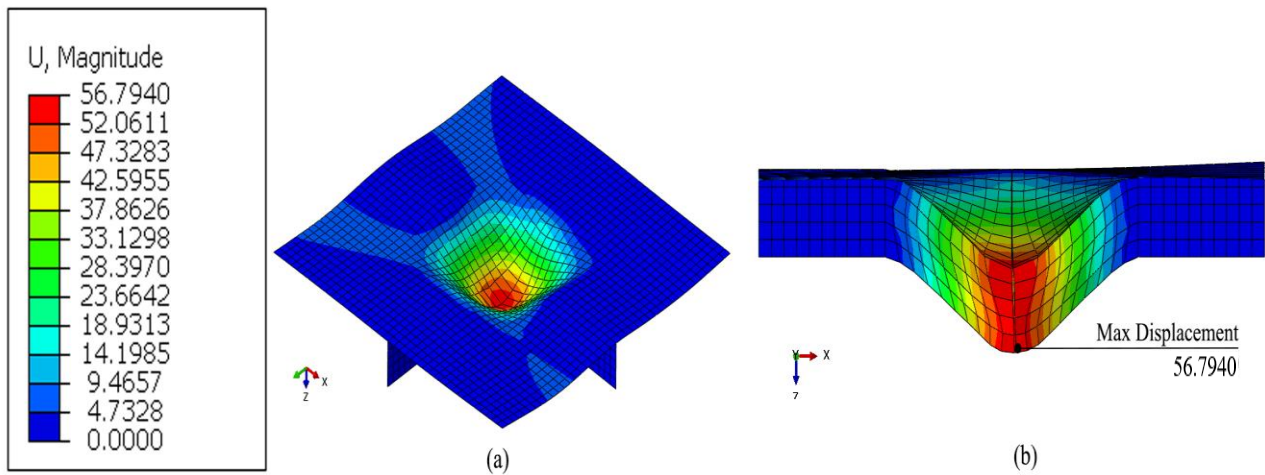 U, Magnitude
56.7940
52.0611
47.3283
42.5955
37.8626
33.1298
28.3970
23.6642
18.9313
14.1985
9.4657
4.7328
0.0000
X
Z
(a)
Y
X
Max Displacement
56.7940
(b)